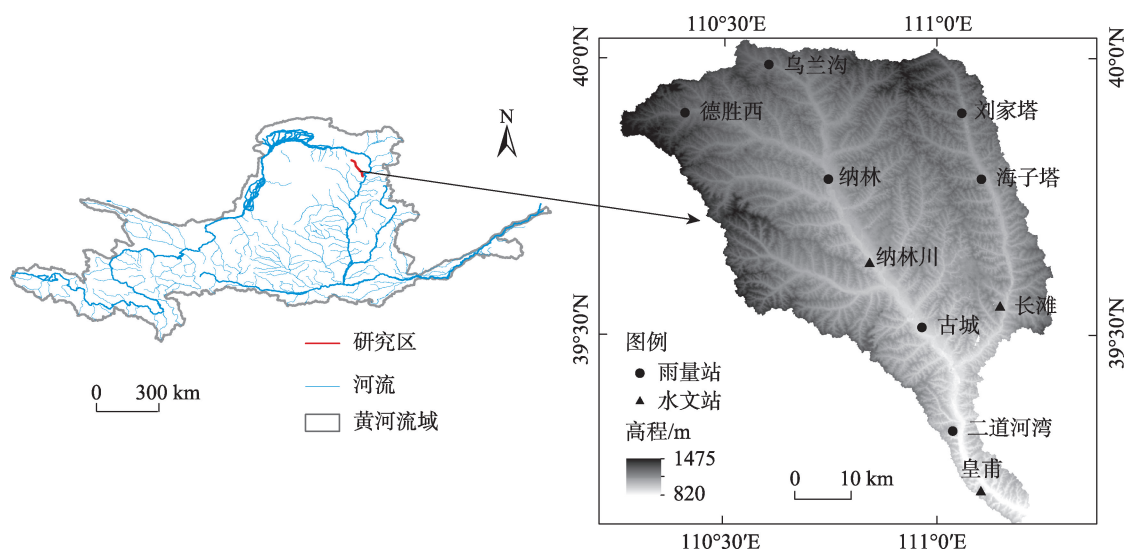 N
研究区
河流
黄河流域
0 300 km
110°30′E 111°0′E
40°0′N
39°30′N
40°0′N
39°30′N
乌兰沟
德胜西
刘家塔
纳林
海子塔
纳林川
长滩
古城
二道河湾
皇甫
图例
雨量站
水文站
高程/m
1475
820
0 10 km
110°30′E 111°0′E